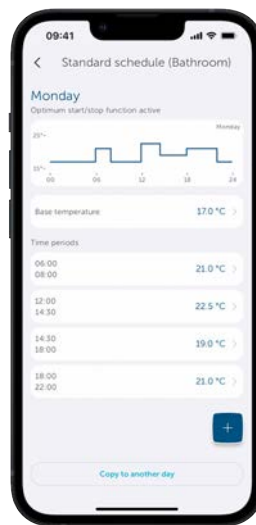 09:41
Standard schedule (Bathroom)
Monday
Optimum start/stop function active
Monday
25°-
15°-
00 06 12 18 24
Base temperature 17.0 °C
Time periods
06:00
08:00
21.0 °C
12:00
14:30
22.5 °C
14:30
18:00
19.0 °C
18:00
22:00
21.0 °C
+
Copy to another day